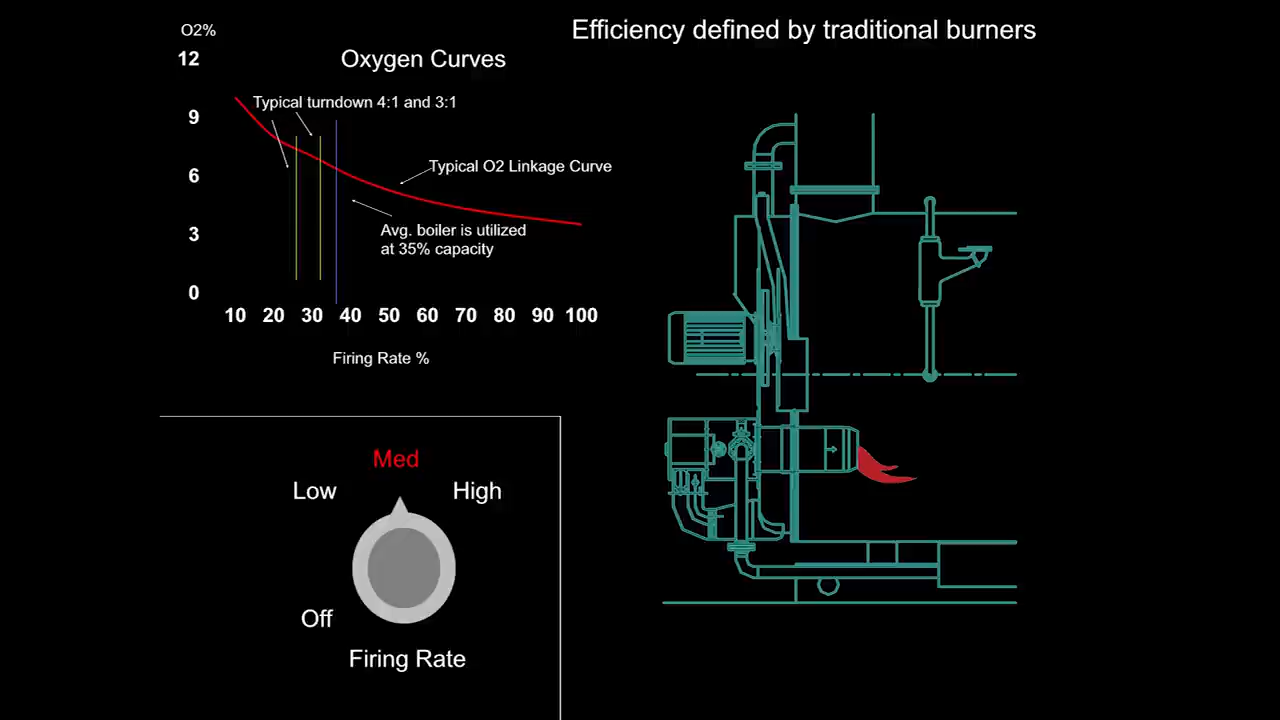 Efficiency defined by traditional burners
O2%
Oxygen Curves
12
9
6
3
0
Typical turndown 4:1 and 3:1
Typical O2 Linkage Curve
Avg. boiler is utilized
at 35% capacity
10 20 30 40 50 60 70 80 90 100
Firing Rate %
Med
Low
High
Off
Firing Rate